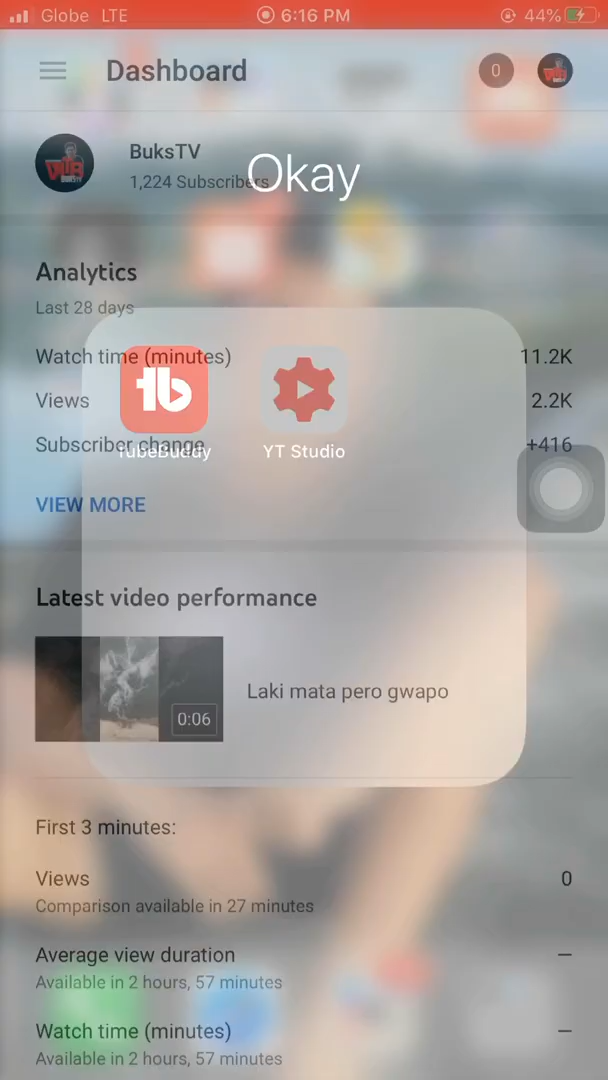 Globe LTE 6:16 PM 44%
Dashboard 0
BuksTV
1,224 Subscribers
Okay
Analytics
Last 28 days
Watch time (minutes) 11.2K
Views 2.2K
Subscriber change +416
TubeBuddy YT Studio
VIEW MORE
Latest video performance
0:06
Laki mata pero gwapo
First 3 minutes:
Views 0
Comparison available in 27 minutes
Average view duration –
Available in 2 hours, 57 minutes
Watch time (minutes) –
Available in 2 hours, 57 minutes